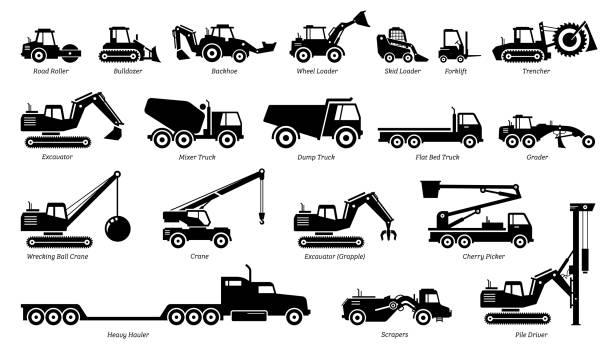 Road Roller
Bulldozer
Backhoe
Wheel Loader
Skid Loader
Forklift
Trencher
Excavator
Mixer Truck
Dump Truck
Flat Bed Truck
Grader
Wrecking Ball Crane
Crane
Excavator (Grapple)
Cherry Picker
Heavy Hauler
Scrapers
Pile Driver